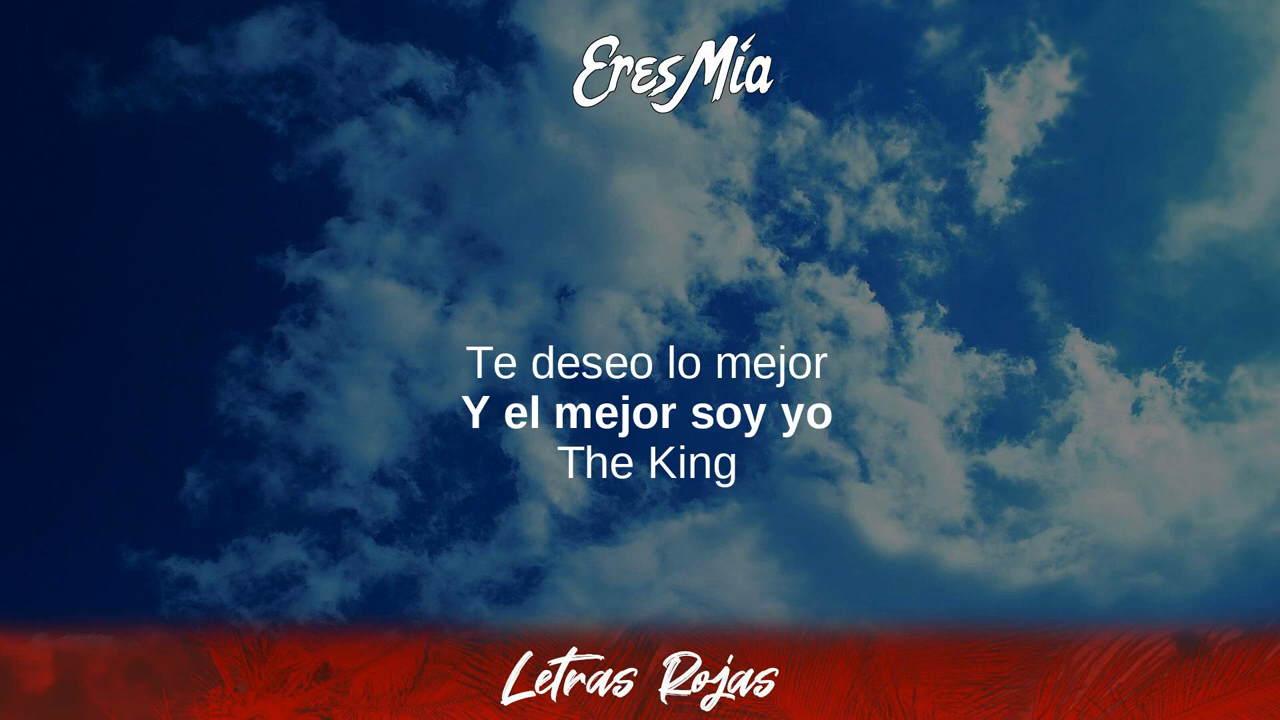 Eres Mía
Te deseo lo mejor
Y el mejor soy yo
The King
Letras Rojas